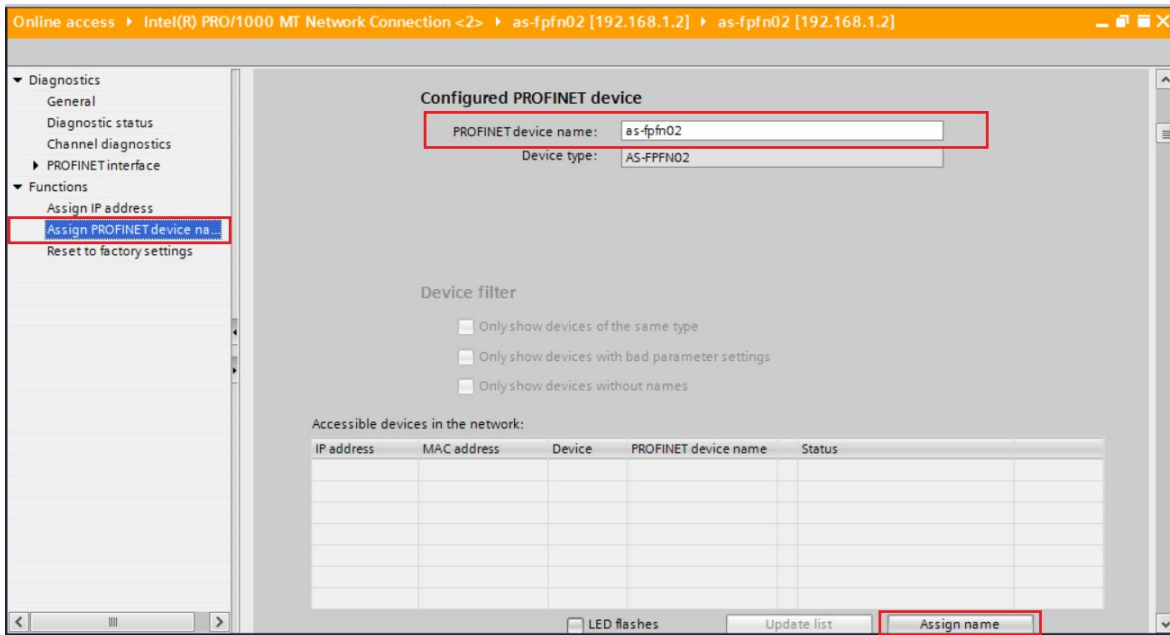 Online access ▸ Intel(R) PRO/1000 MT Network Connection <2> ▸ as-fpfn02 [192.168.1.2] ▸ as-fpfn02 [192.168.1.2]
Diagnostics
General
Diagnostic status
Channel diagnostics
PROFINET interface
Functions
Assign IP address
Assign PROFINET device na...
Reset to factory settings
Configured PROFINET device
PROFINET device name: as-fpfn02
Device type: AS-FPFN02
Device filter
Only show devices of the same type
Only show devices with bad parameter settings
Only show devices without names
Accessible devices in the network:
IP address MAC address Device PROFINET device name Status
LED flashes Update list Assign name